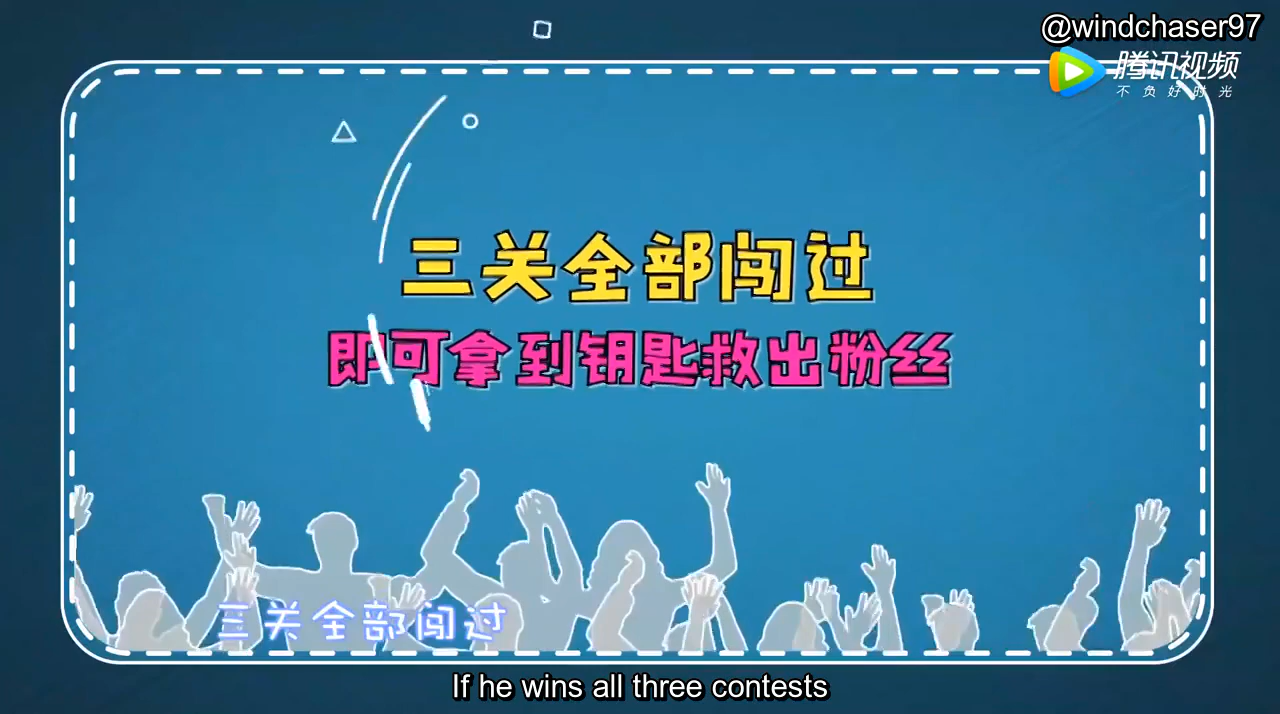 @windchaser97
腾讯视频
不负好时光
三关全部闯过
即可拿到钥匙救出粉丝
三关全部闯过
If he wins all three contests